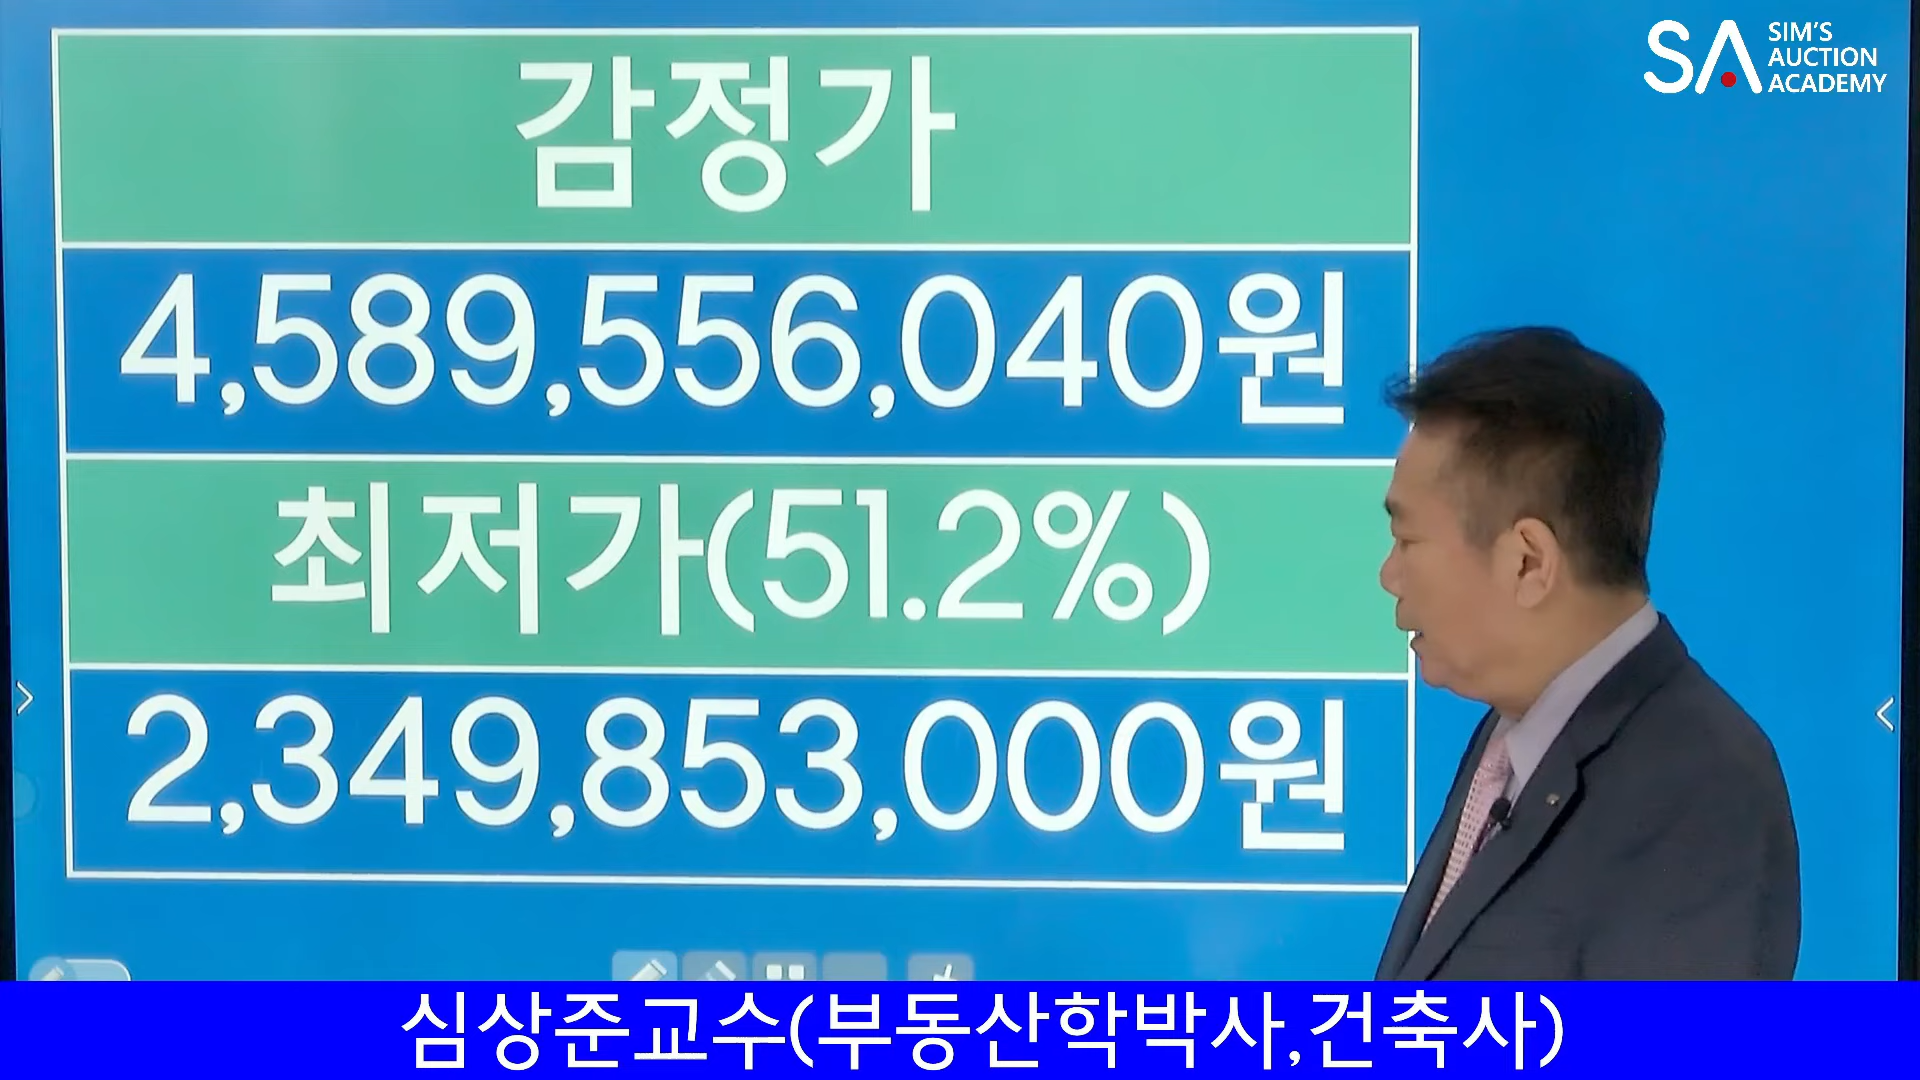 감정가
4,589,556,040원
최저가(51.2%)
2,349,853,000원
SA
SIM'S
AUCTION
ACADEMY
심상준교수(부동산학박사,건축사)